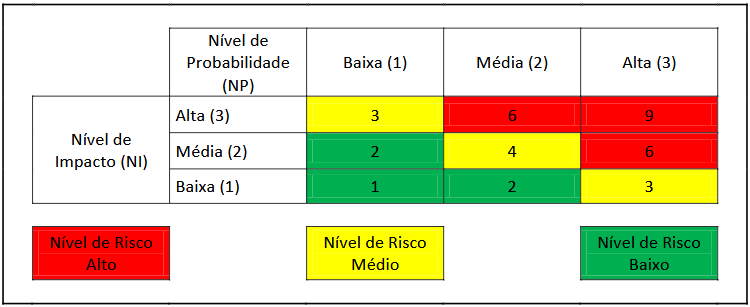 Nível de
Probabilidade
(NP)
Baixa (1)
Média (2)
Alta (3)
Nível de
Impacto (NI)
Alta (3)
3
6
9
Média (2)
2
4
6
Baixa (1)
1
2
3
Nível de Risco
Alto
Nível de Risco
Médio
Nível de Risco
Baixo